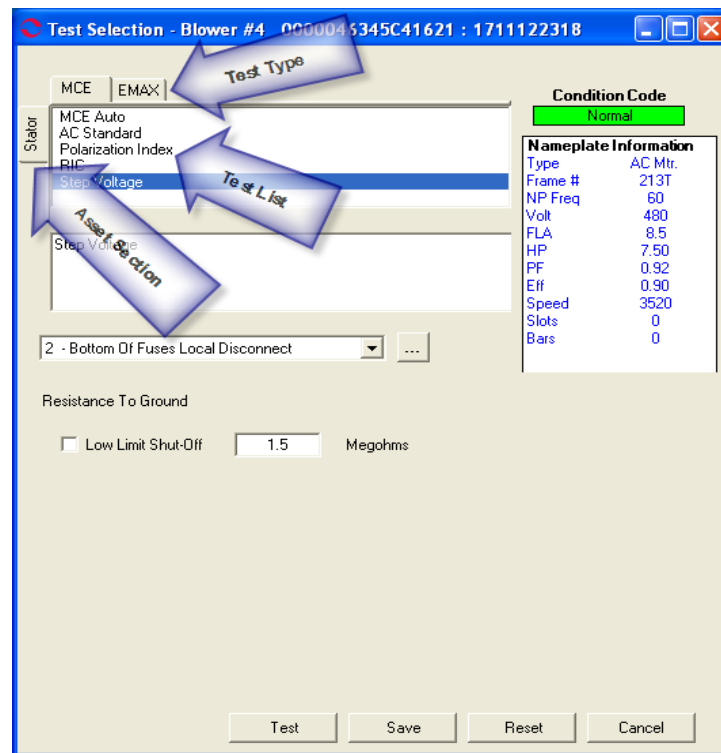 Test Selection - Blower #4 0000046345C41621 : 1711122318
Test Type
MCE EMAX
Condition Code
Normal
Stator
MCE Auto
AC Standard
Polarization Index
RIC
Step Voltage
Test List
Asset Section
Step Voltage
Nameplate Information
Type AC Mtr.
Frame # 213T
NP Freq 60
Volt 480
FLA 8.5
HP 7.50
PF 0.92
Eff 0.90
Speed 3520
Slots 0
Bars 0
2 - Bottom Of Fuses Local Disconnect ...
Resistance To Ground
Low Limit Shut-Off 1.5 Megohms
Test Save Reset Cancel